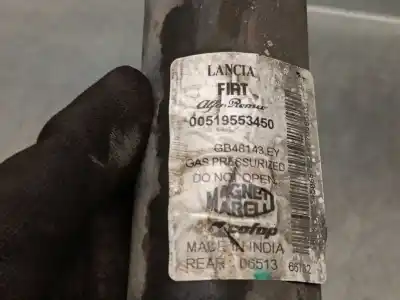 LANCIA
FIAT
Alfa Romeo
00519553450
GB48143.EY
GAS PRESSURIZED
DO NOT OPEN
MAGNETI
MARELLI
cofap
MADE IN INDIA
REAR 06513